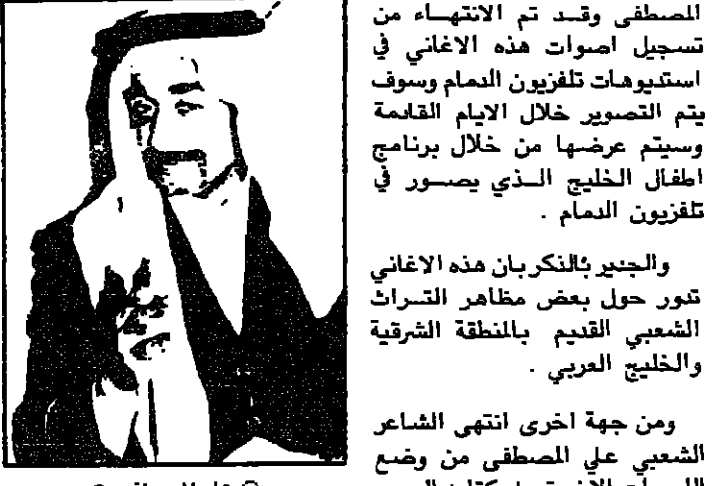 المصطفى وقد تم الانتهاء من
تسجيل اصوات هذه الاغاني في
استديوهات تلفزيون الدمام وسوف
يتم التصوير خلال الايام القادمة
وسيتم عرضها من خلال برنامج
اطفال الخليج الذي يصور في
تلفزيون الدمام .
والجدير بالذكر بان هذه الاغاني
تدور حول بعض مظاهر التراث
الشعبي القديم بالمنطقة الشرقية
والخليج العربي .
ومن جهة اخرى انتهى الشاعر
الشعبي علي المصطفى من وضع